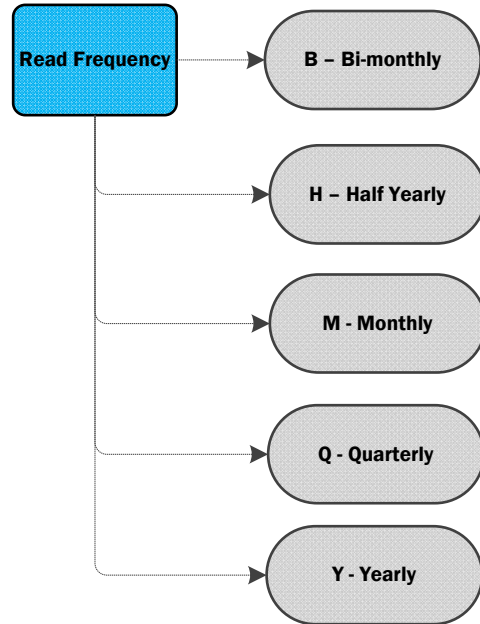 Read Frequency
B – Bi-monthly
H – Half Yearly
M - Monthly
Q - Quarterly
Y - Yearly